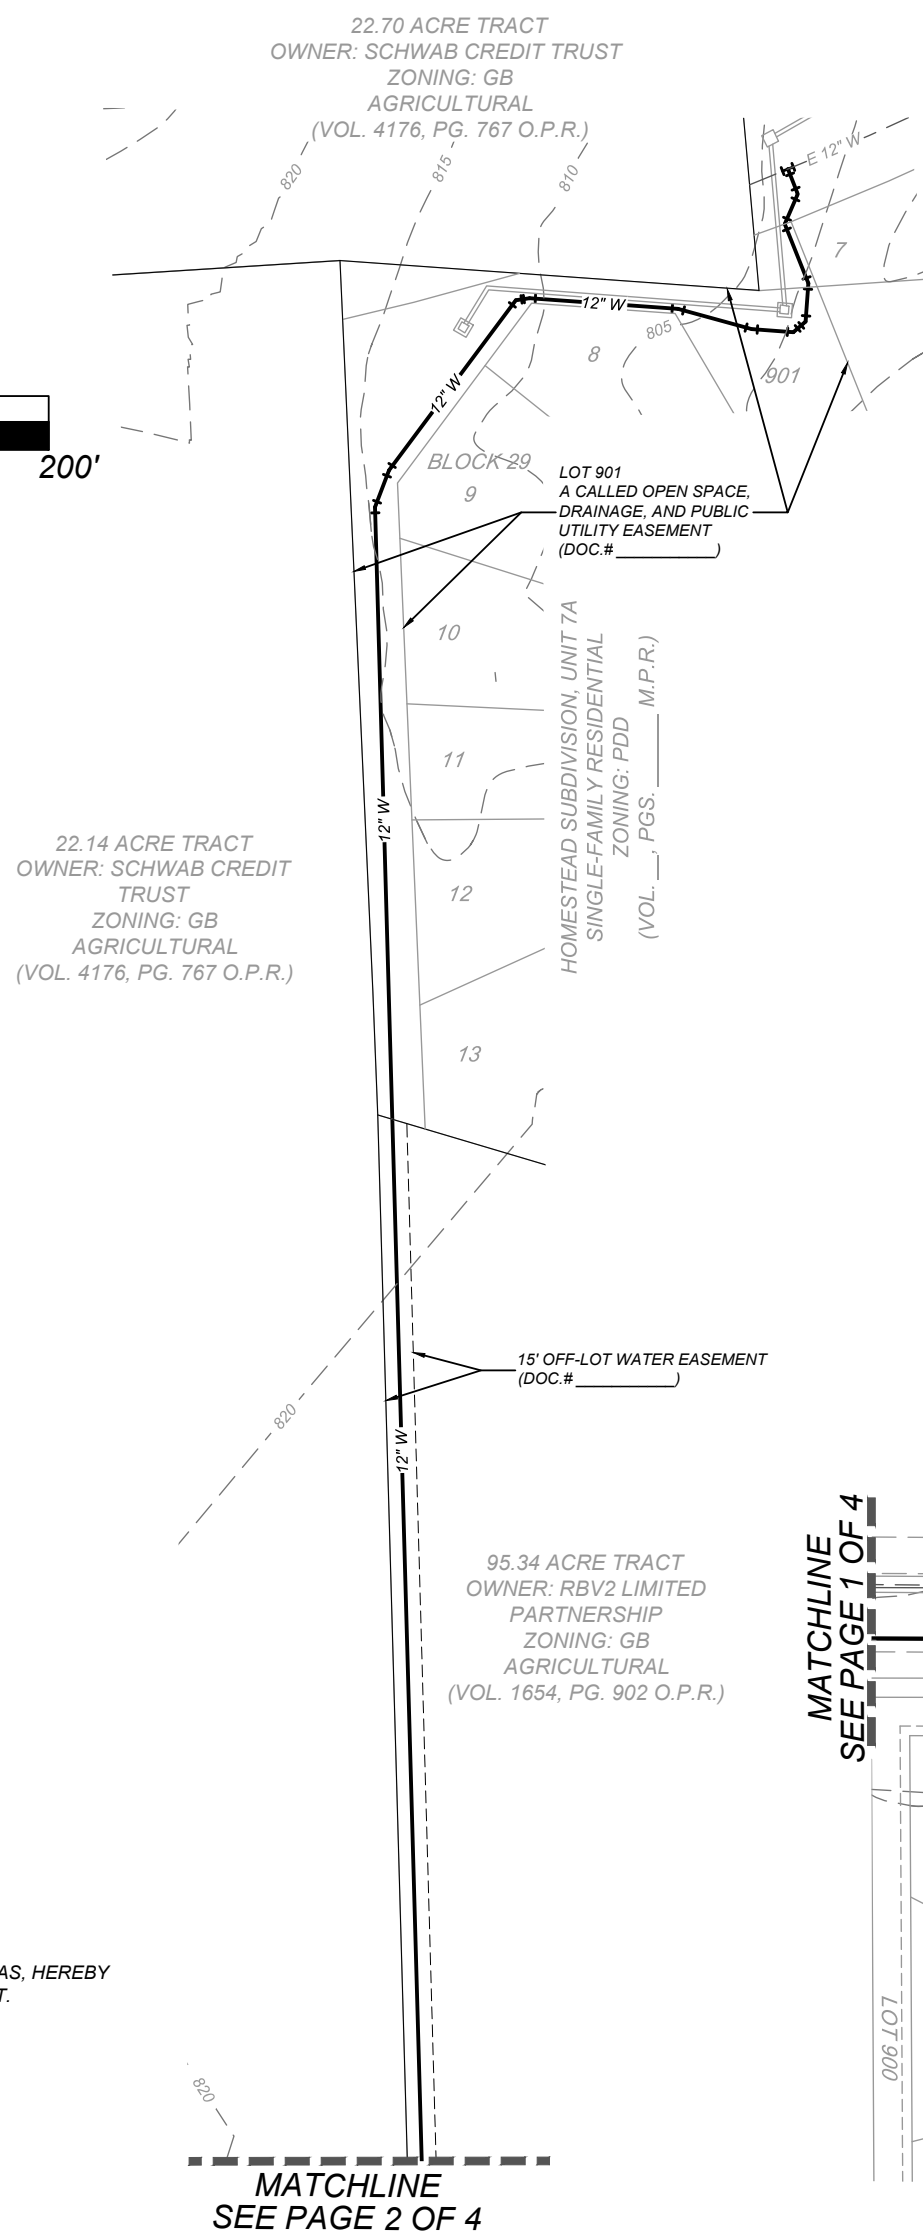 22.70 ACRE TRACT
OWNER: SCHWAB CREDIT TRUST
ZONING: GB
AGRICULTURAL
(VOL. 4176, PG. 767 O.P.R.)
820
815
810
E 12" W
7
12" W
805
8
901
12" W
200'
BLOCK 29
9
LOT 901
A CALLED OPEN SPACE,
DRAINAGE, AND PUBLIC
UTILITY EASEMENT
(DOC.# __________)
10
HOMESTEAD SUBDIVISION, UNIT 7A
SINGLE-FAMILY RESIDENTIAL
ZONING: PDD
(VOL. __, PGS. ______ M.P.R.)
11
12" W
22.14 ACRE TRACT
OWNER: SCHWAB CREDIT
TRUST
ZONING: GB
AGRICULTURAL
(VOL. 4176, PG. 767 O.P.R.)
12
13
15' OFF-LOT WATER EASEMENT
(DOC.# __________)
820
12" W
95.34 ACRE TRACT
OWNER: RBV2 LIMITED
PARTNERSHIP
ZONING: GB
AGRICULTURAL
(VOL. 1654, PG. 902 O.P.R.)
MATCHLINE
SEE PAGE 1 OF 4
AS, HEREBY
T.
LOT 900
820
MATCHLINE
SEE PAGE 2 OF 4